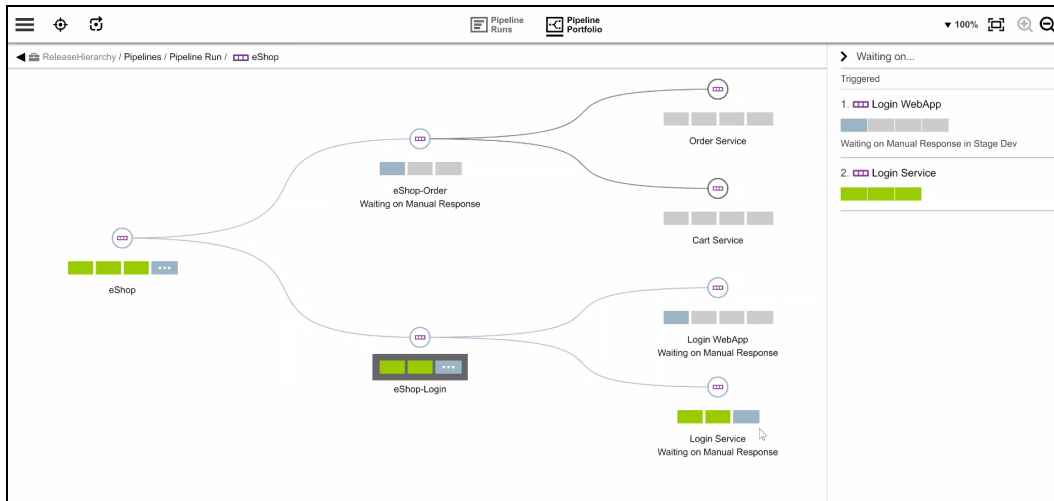 Pipeline Runs
Pipeline Portfolio
▼ 100%
ReleaseHierarchy / Pipelines / Pipeline Run / eShop
Waiting on...
Triggered
1. Login WebApp
Waiting on Manual Response in Stage Dev
2. Login Service
Order Service
eShop-Order
Waiting on Manual Response
Cart Service
eShop
Login WebApp
Waiting on Manual Response
eShop-Login
Login Service
Waiting on Manual Response